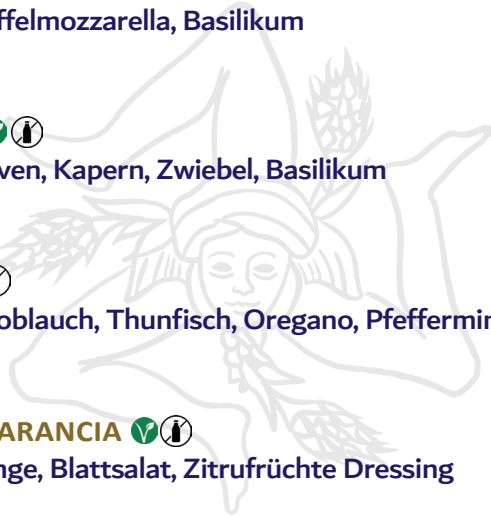 ffelmozzarella, Basilikum
ven, Kapern, Zwiebel, Basilikum
oblauch, Thunfisch, Oregano, Pfeffermin
ARANCIA
nge, Blattsalat, Zitrufrüchte Dressing